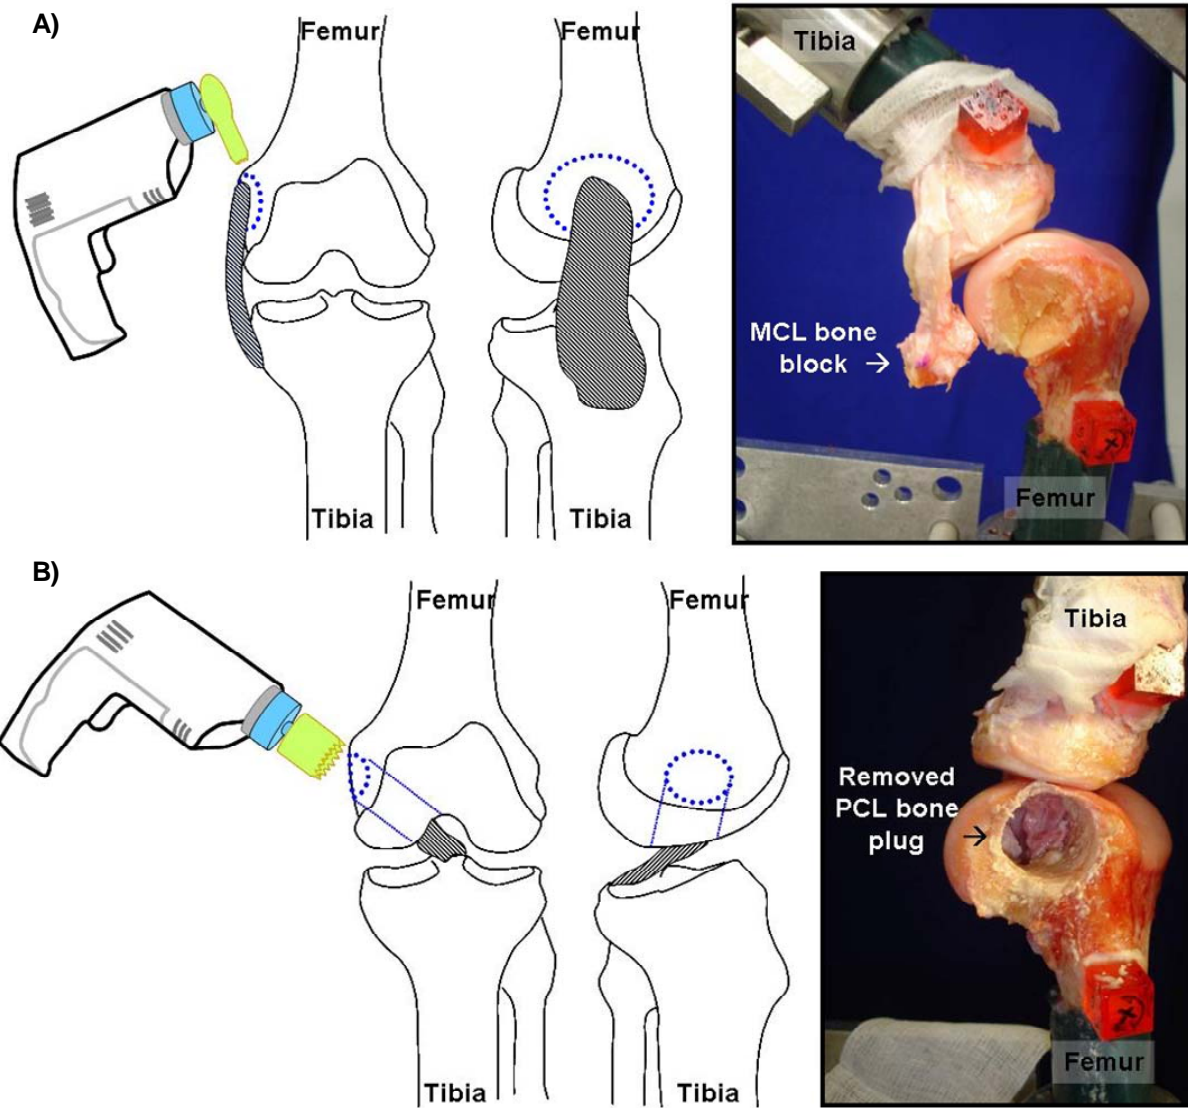 A)
Femur
Femur
Tibia
MCL bone
block →
Femur
Tibia
Tibia
B)
Femur
Femur
Tibia
Removed
PCL bone
plug →
Femur
Tibia
Tibia